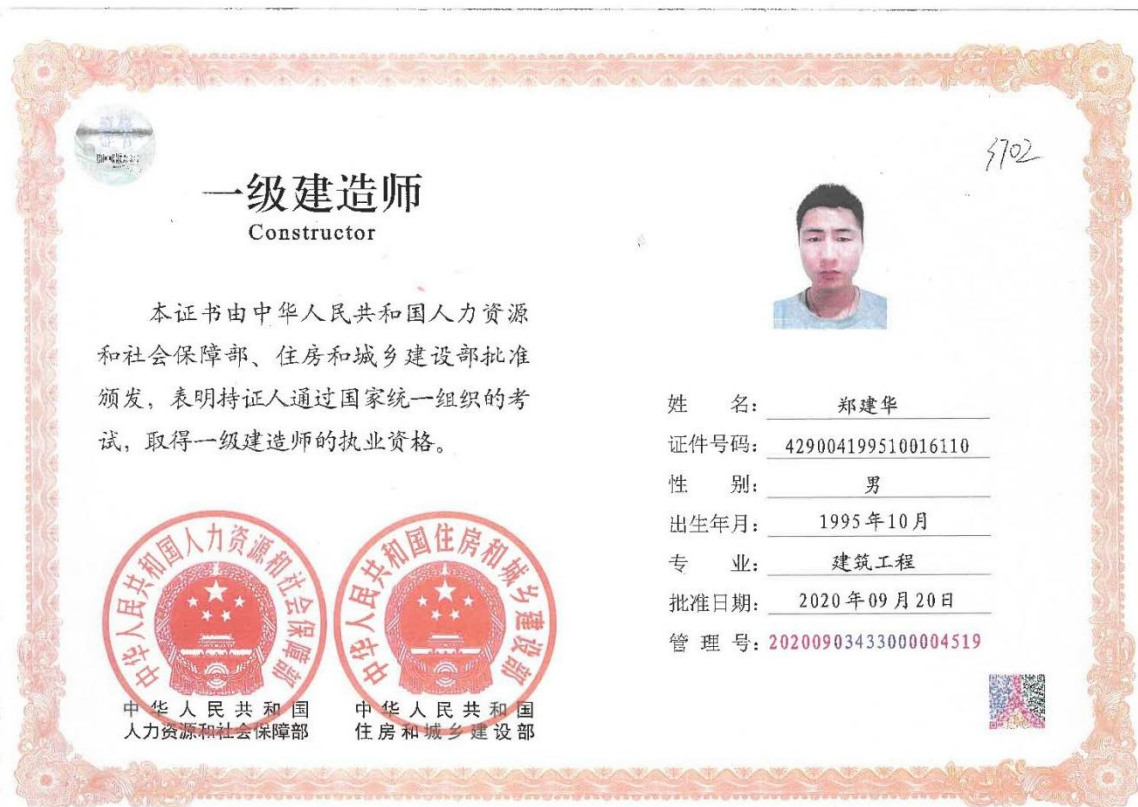 一级建造师
Constructor
本证书由中华人民共和国人力资源
和社会保障部、住房和城乡建设部批准
颁发，表明持证人通过国家统一组织的考
试，取得一级建造师的执业资格。
中华人民共和国人力资源和社会保障部
中华人民共和国住房和城乡建设部
中华人民共和国
人力资源和社会保障部
中华人民共和国
住房和城乡建设部
5702
姓 名：郑建华
证件号码：429004199510016110
性 别：男
出生年月：1995年10月
专 业：建筑工程
批准日期：2020年09月20日
管 理 号：20200903433000004519